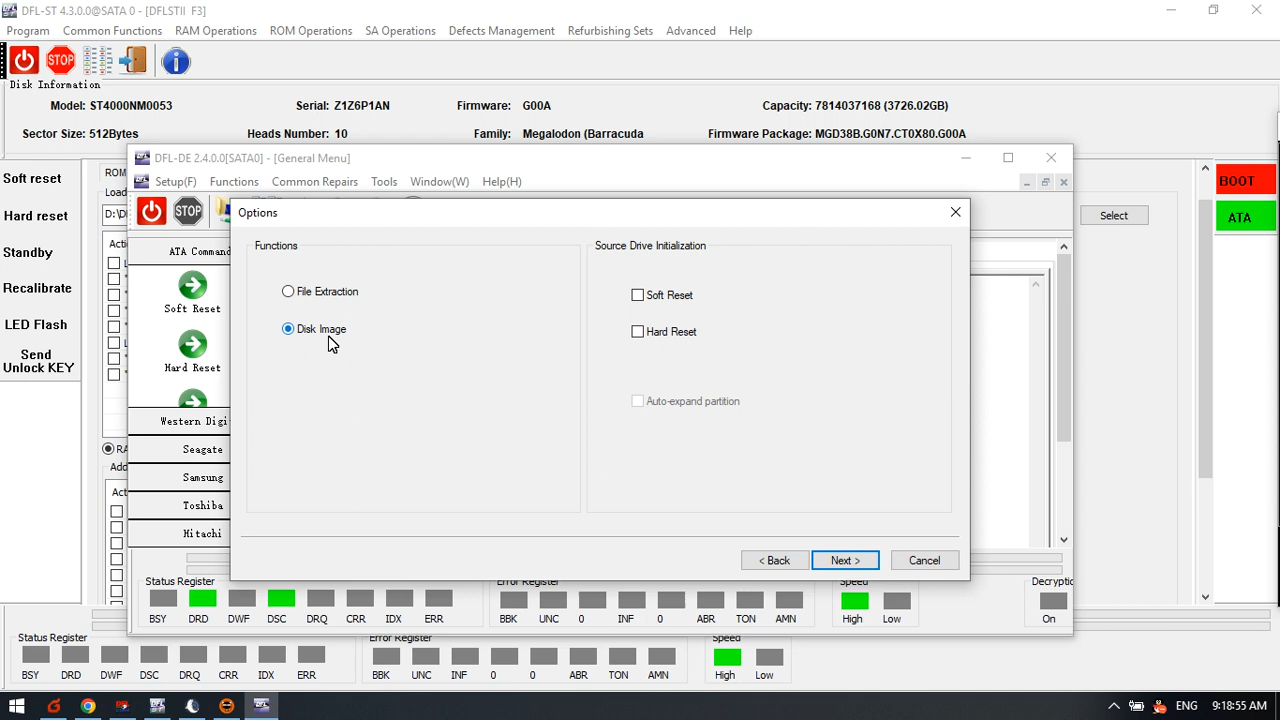 DFL-ST 4.3.0.0@SATA 0 - [DFLSTII F3]
Program Common Functions RAM Operations ROM Operations SA Operations Defects Management Refurbishing Sets Advanced Help
STOP
Disk Information
Model: ST4000NM0053 Serial: Z1Z6P1AN Firmware: G00A Capacity: 7814037168 (3726.02GB)
Sector Size: 512Bytes Heads Number: 10 Family: Megalodon (Barracuda Firmware Package: MGD38B.G0N7.CT0X80.G00A
Soft reset
Hard reset
Standby
Recalibrate
LED Flash
Send
Unlock KEY
ROM
Select
BOOT
ATA
DFL-DE 2.4.0.0[SATA0] - [General Menu]
Setup(F) Functions Common Repairs Tools Window(W) Help(H)
STOP
ATA Command
Soft Reset
Hard Reset
Western Digi
Seagate
Samsung
Toshiba
Hitachi
Options
Functions
File Extraction
Disk Image
Source Drive Initialization
Soft Reset
Hard Reset
Auto-expand partition
< Back Next > Cancel
Status Register Error Register Speed Decryptic
BSY DRD DWF DSC DRQ CRR IDX ERR BBK UNC 0 INF 0 ABR TON AMN High Low On
Status Register Error Register Speed
BSY DRD DWF DSC DRQ CRR IDX ERR BBK UNC INF 0 0 ABR TON AMN High Low
ENG 9:18:55 AM